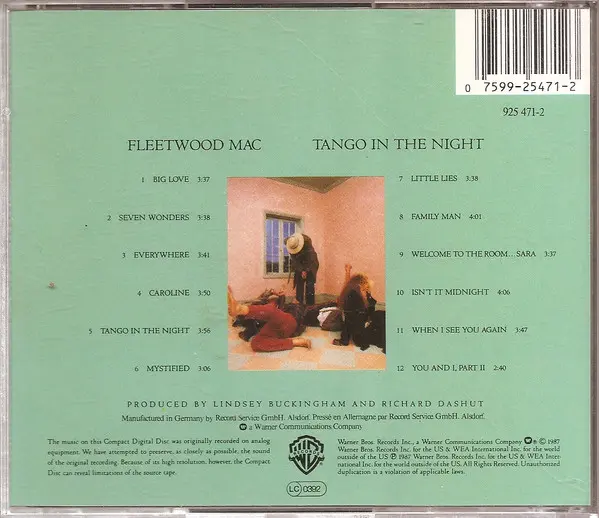 0 7599-25471-2
925 471-2
FLEETWOOD MAC TANGO IN THE NIGHT
1 BIG LOVE 3:37
2 SEVEN WONDERS 3:38
3 EVERYWHERE 3:41
4 CAROLINE 3:50
5 TANGO IN THE NIGHT 3:56
6 MYSTIFIED 3:06
7 LITTLE LIES 3:38
8 FAMILY MAN 4:01
9 WELCOME TO THE ROOM...SARA 3:37
10 ISN'T IT MIDNIGHT 4:06
11 WHEN I SEE YOU AGAIN 3:47
12 YOU AND I, PART II 2:40
PRODUCED BY LINDSEY BUCKINGHAM AND RICHARD DASHUT
Manufactured in Germany by Record Service GmbH. Alsdorf. Pressé en Allemagne par Record Service GmbH. Alsdorf.
a Warner Communications Company
The music on this Compact Digital Disc was originally recorded on analog
equipment. We have attempted to preserve, as closely as possible, the sound
of the original recording. Because of its high resolution, however, the Compact
Disc can reveal limitations of the source tape.
WB
LC 0392
Warner Bros. Records Inc., a Warner Communications Company ℗ © 1987
Warner Bros. Records Inc. for the US & WEA International Inc. for the world
outside of the US ℗ 1987 Warner Bros. Records Inc. for the US & WEA Inter-
national Inc. for the world outside of the US. All Rights Reserved. Unauthorized
duplication is a violation of applicable laws.